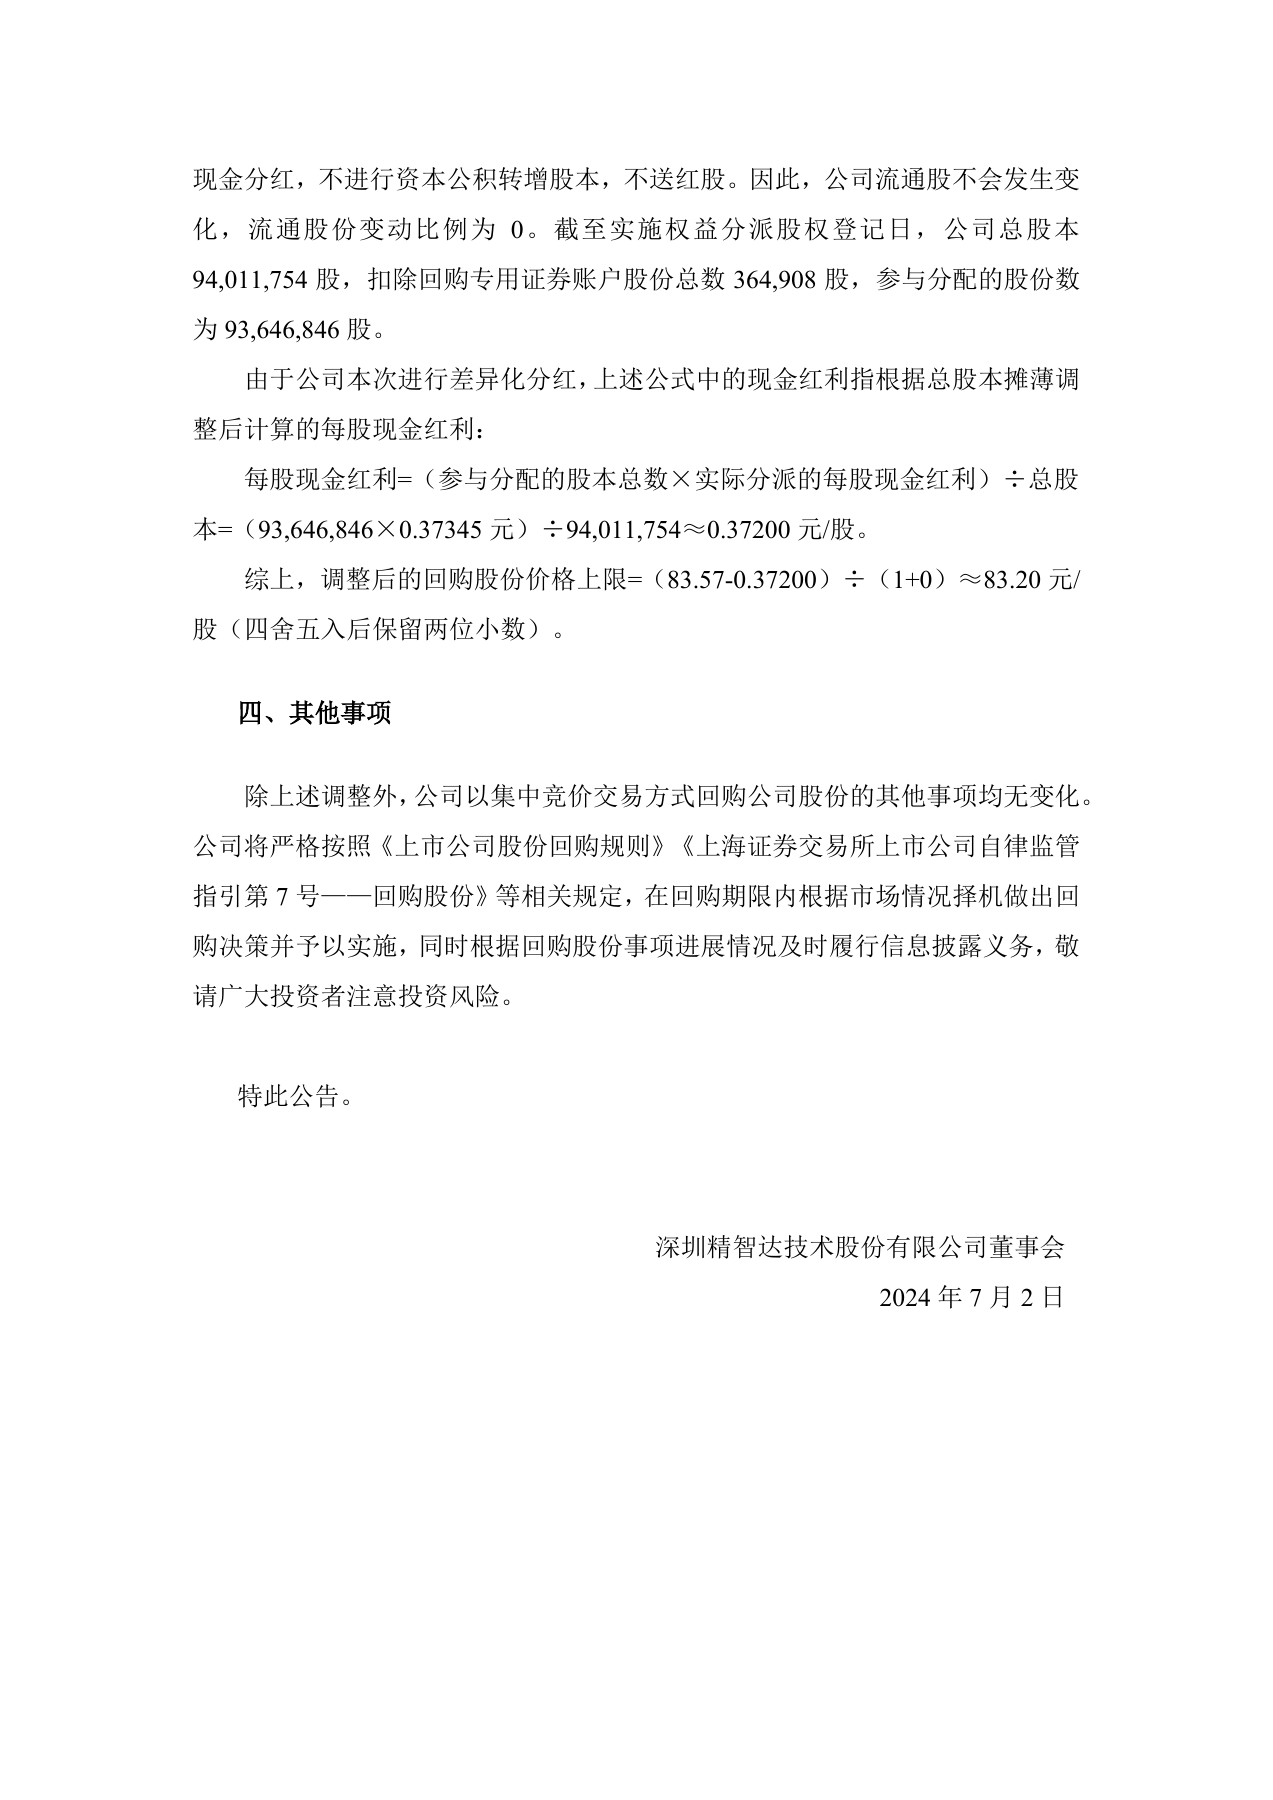 现金分红，不进行资本公积转增股本，不送红股。因此，公司流通股不会发生变
化，流通股份变动比例为 0。截至实施权益分派股权登记日，公司总股本
94,011,754 股，扣除回购专用证券账户股份总数 364,908 股，参与分配的股份数
为 93,646,846 股。
由于公司本次进行差异化分红，上述公式中的现金红利指根据总股本摊薄调
整后计算的每股现金红利：
每股现金红利=（参与分配的股本总数×实际分派的每股现金红利）÷总股
本=（93,646,846×0.37345 元）÷94,011,754≈0.37200 元/股。
综上，调整后的回购股份价格上限=（83.57-0.37200）÷（1+0）≈83.20 元/
股（四舍五入后保留两位小数）。
四、其他事项
除上述调整外，公司以集中竞价交易方式回购公司股份的其他事项均无变化。
公司将严格按照《上市公司股份回购规则》《上海证券交易所上市公司自律监管
指引第 7 号——回购股份》等相关规定，在回购期限内根据市场情况择机做出回
购决策并予以实施，同时根据回购股份事项进展情况及时履行信息披露义务，敬
请广大投资者注意投资风险。
特此公告。
深圳精智达技术股份有限公司董事会
2024 年 7 月 2 日